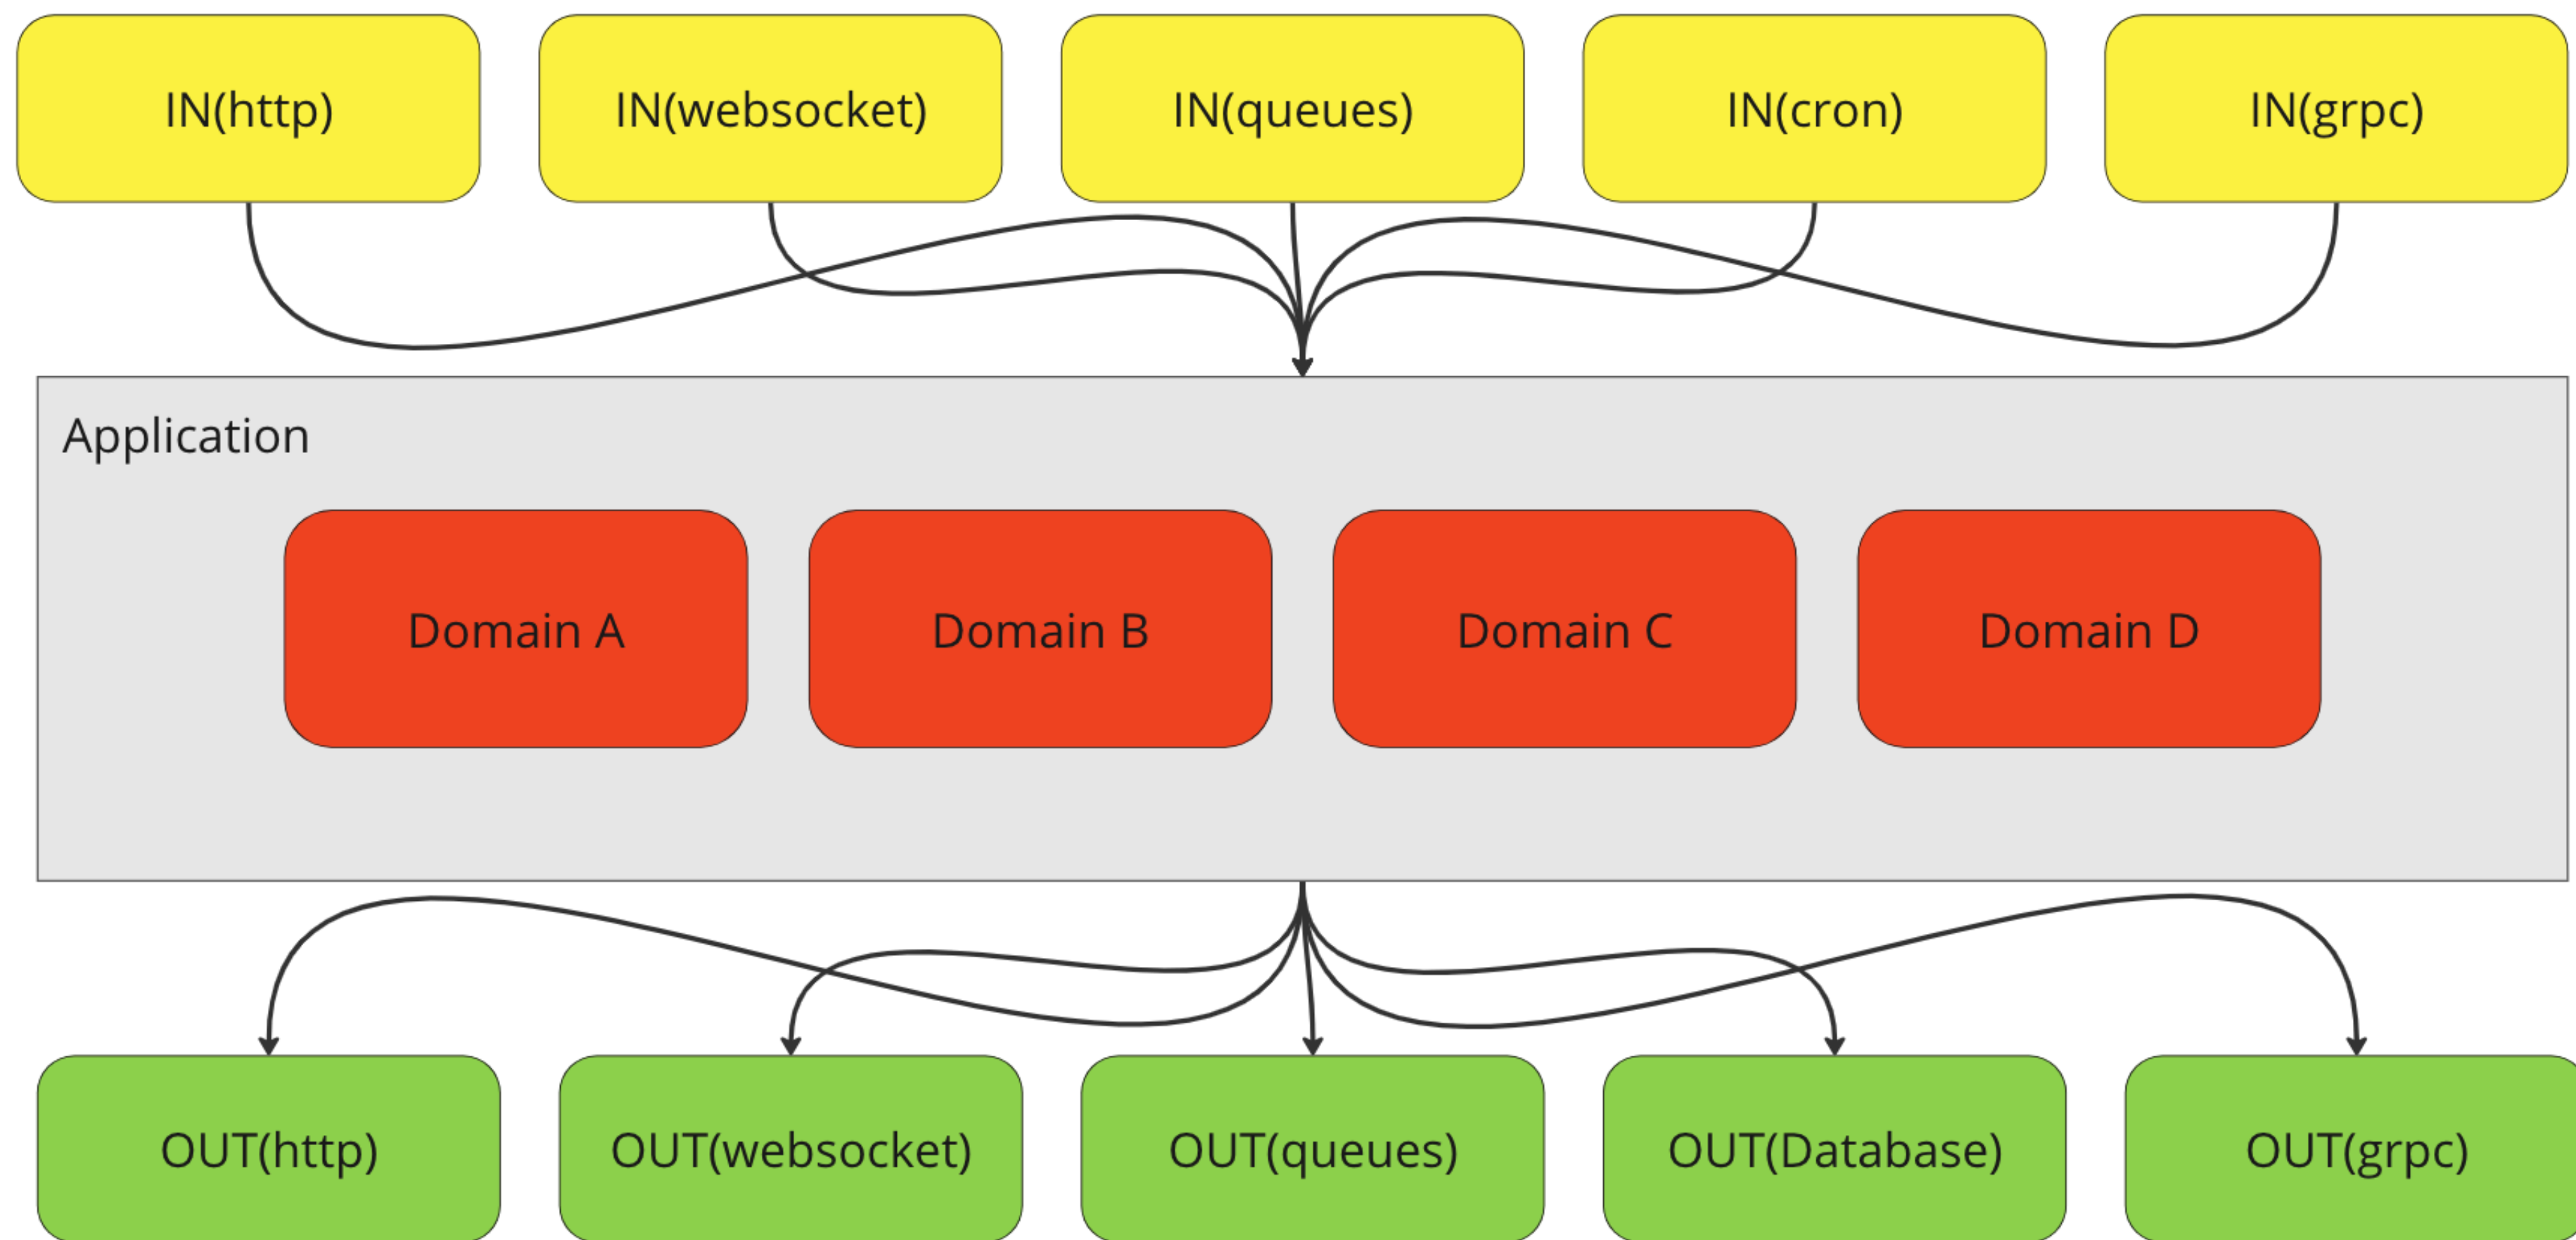 IN(http)
IN(websocket)
IN(queues)
IN(cron)
IN(grpc)
Application
Domain A
Domain B
Domain C
Domain D
OUT(http)
OUT(websocket)
OUT(queues)
OUT(Database)
OUT(grpc)